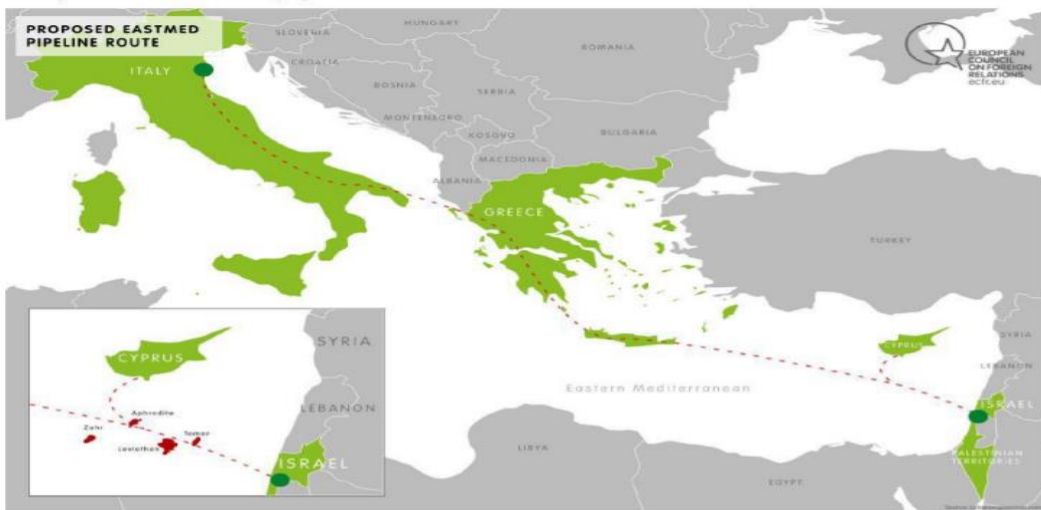 PROPOSED EASTMED
PIPELINE ROUTE
EUROPEAN
COUNCIL
ON FOREIGN
RELATIONS
ecfr.eu
HUNGARY
SLOVENIA
ROMANIA
CROATIA
ITALY
BOSNIA
SERBIA
MONTENEGRO
KOSOVO
BULGARIA
MACEDONIA
ALBANIA
GREECE
TURKEY
SYRIA
CYPRUS
LEBANON
Eastern Mediterranean
ISRAEL
LIBYA
PALESTINIAN
TERRITORIES
EGYPT
SYRIA
CYPRUS
LEBANON
Aphrodite
Zohr
Tamar
Leviathan
ISRAEL